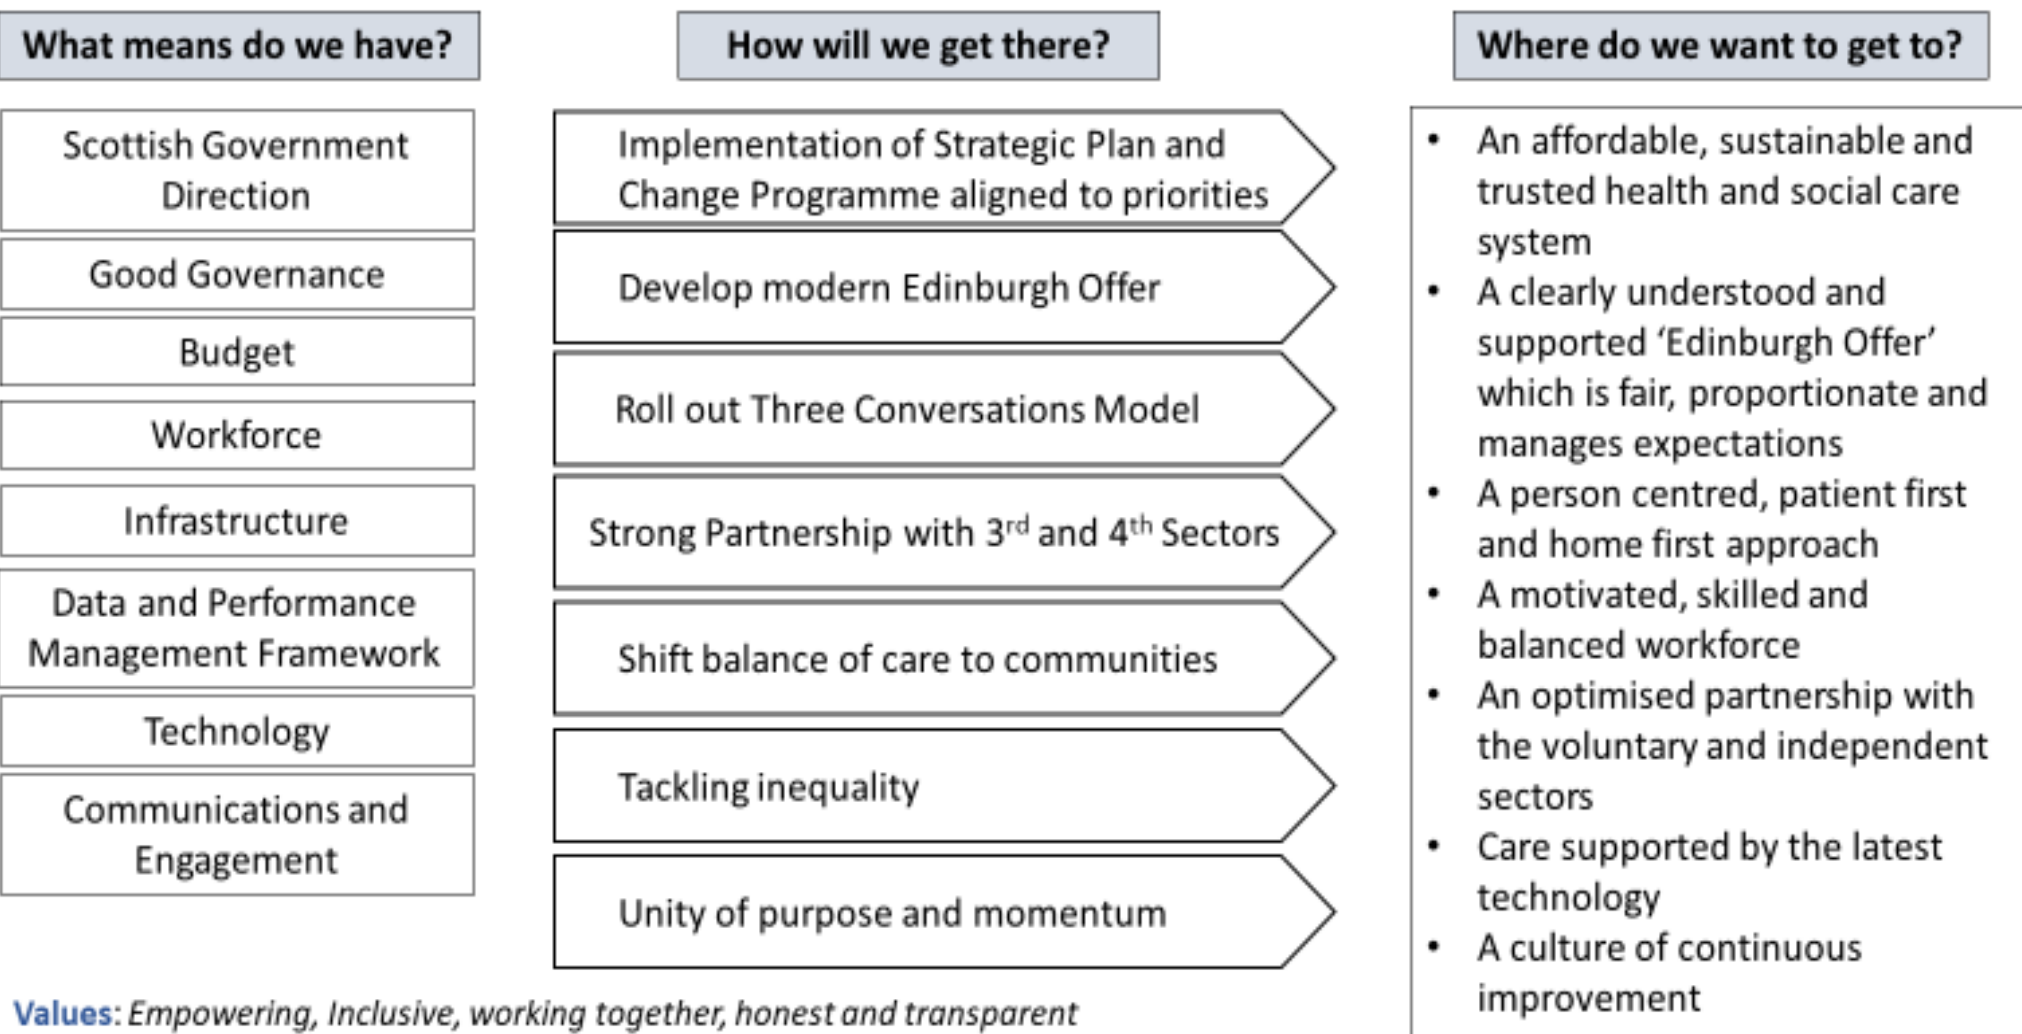 What means do we have?
Scottish Government
Direction
Good Governance
Budget
Workforce
Infrastructure
Data and Performance
Management Framework
Technology
Communications and
Engagement
How will we get there?
Implementation of Strategic Plan and
Change Programme aligned to priorities
Develop modern Edinburgh Offer
Roll out Three Conversations Model
Strong Partnership with 3rd and 4th Sectors
Shift balance of care to communities
Tackling inequality
Unity of purpose and momentum
Where do we want to get to?
• An affordable, sustainable and
trusted health and social care
system
• A clearly understood and
supported ‘Edinburgh Offer’
which is fair, proportionate and
manages expectations
• A person centred, patient first
and home first approach
• A motivated, skilled and
balanced workforce
• An optimised partnership with
the voluntary and independent
sectors
• Care supported by the latest
technology
• A culture of continuous
improvement
Values: Empowering, Inclusive, working together, honest and transparent